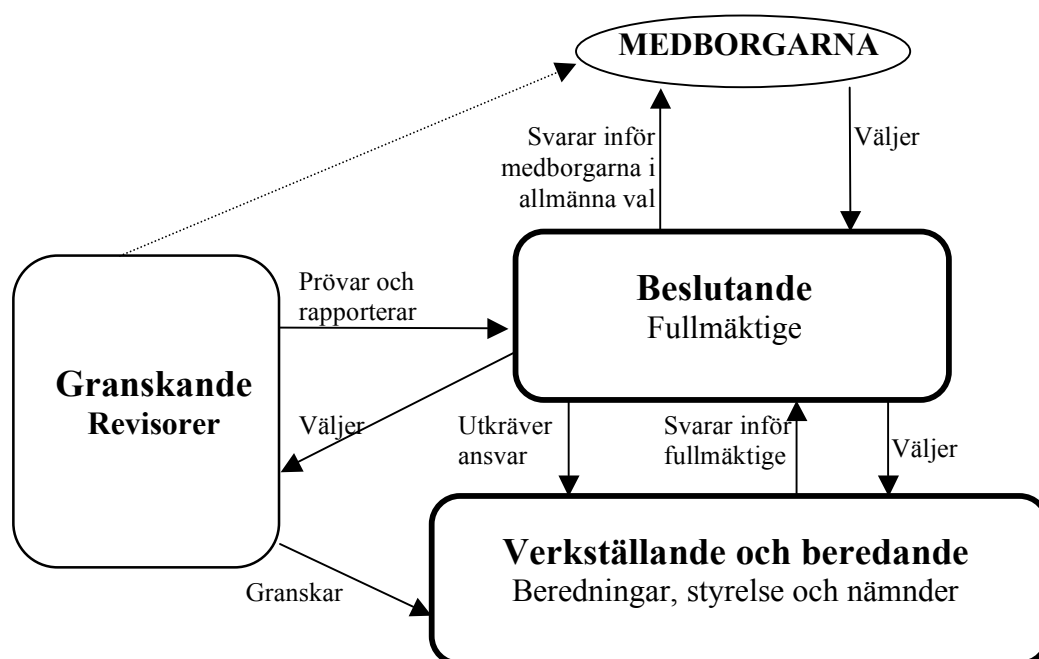 MEDBORGARNA
Svarar inför
medborgarna i
allmänna val
Väljer
Prövar och
rapporterar
Beslutande
Fullmäktige
Granskande
Revisorer
Väljer
Utkräver
ansvar
Svarar inför
fullmäktige
Väljer
Granskar
Verkställande och beredande
Beredningar, styrelse och nämnder